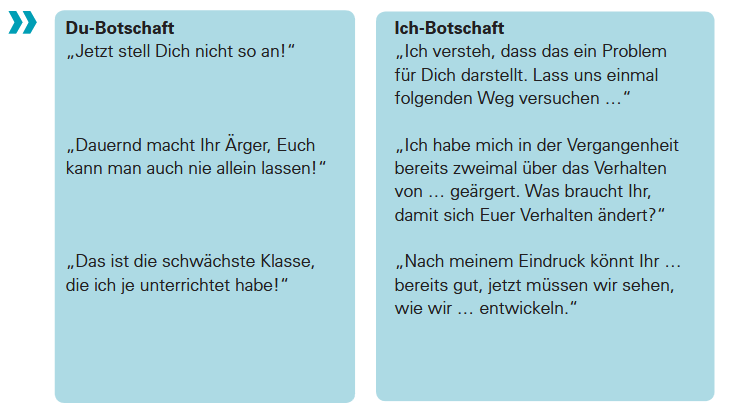 Du-Botschaft
„Jetzt stell Dich nicht so an!“
„Dauernd macht Ihr Ärger, Euch
kann man auch nie allein lassen!“
„Das ist die schwächste Klasse,
die ich je unterrichtet habe!“
Ich-Botschaft
„Ich versteh, dass das ein Problem
für Dich darstellt. Lass uns einmal
folgenden Weg versuchen …“
„Ich habe mich in der Vergangenheit
bereits zweimal über das Verhalten
von … geärgert. Was braucht Ihr,
damit sich Euer Verhalten ändert?“
„Nach meinem Eindruck könnt Ihr …
bereits gut, jetzt müssen wir sehen,
wie wir … entwickeln.“